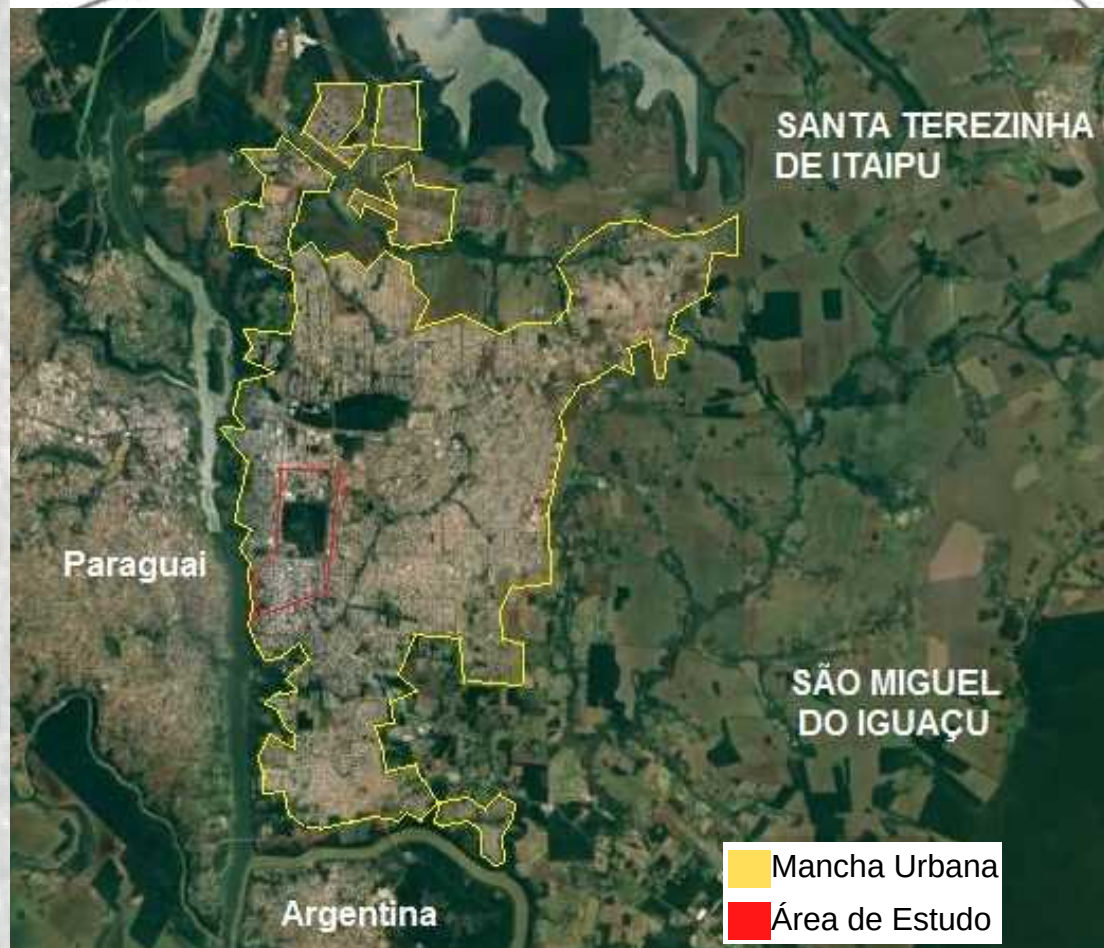 SANTA TEREZINHA
DE ITAIPU
Paraguai
SÃO MIGUEL
DO IGUAÇU
Mancha Urbana
Área de Estudo
Argentina